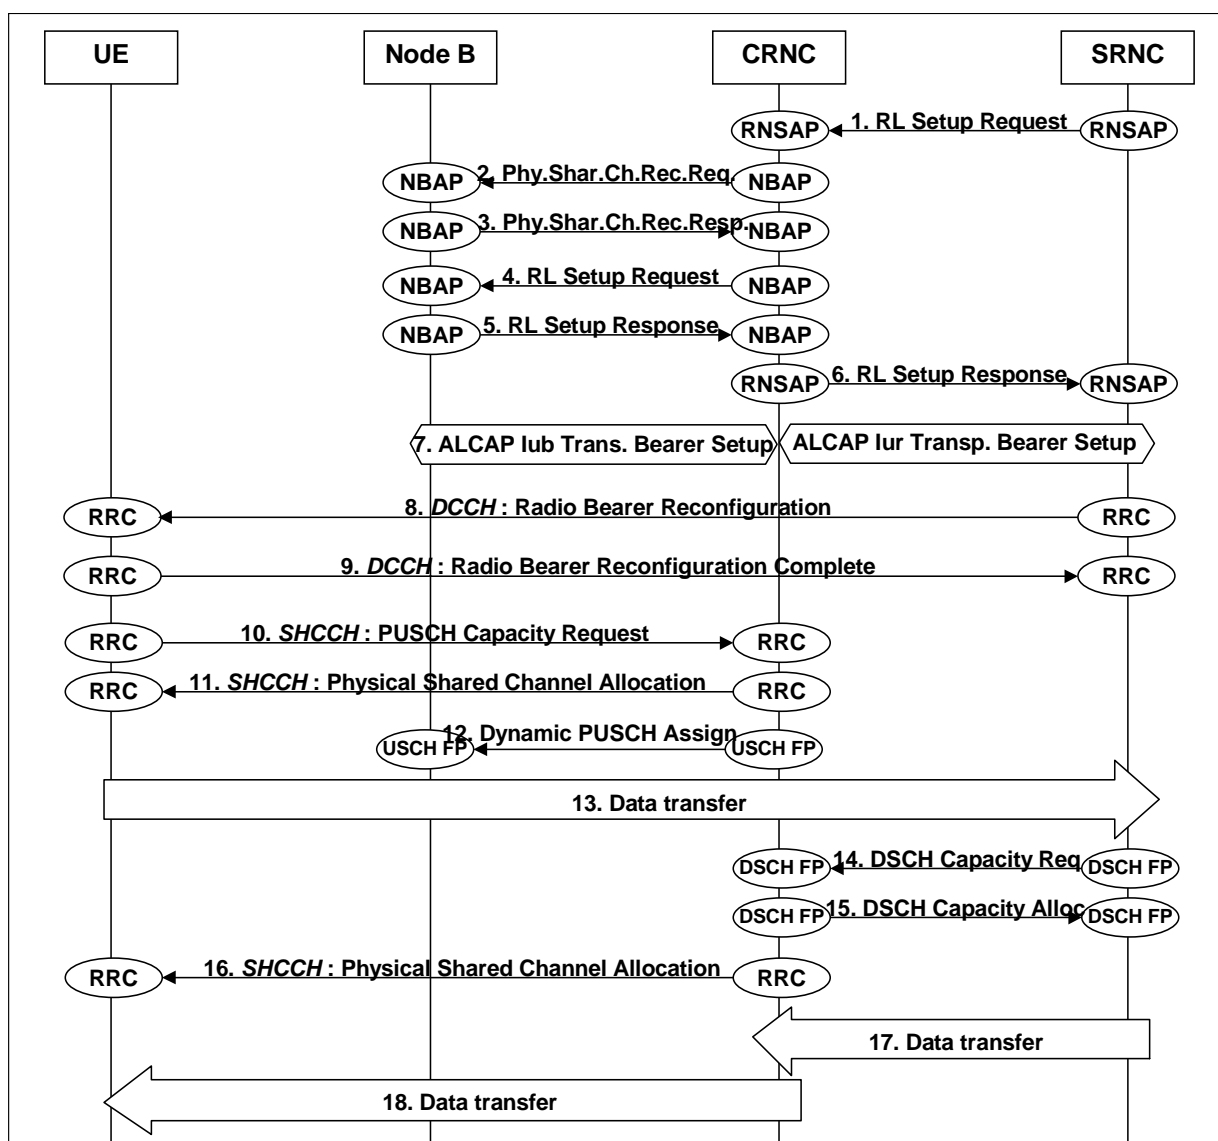 UE Node B CRNC SRNC
RNSAP 1. RL Setup Request RNSAP
NBAP 2. Phy.Shar.Ch.Rec.Req. NBAP
NBAP 3. Phy.Shar.Ch.Rec.Resp. NBAP
NBAP 4. RL Setup Request NBAP
NBAP 5. RL Setup Response NBAP
RNSAP 6. RL Setup Response RNSAP
7. ALCAP Iub Trans. Bearer Setup ALCAP Iur Transp. Bearer Setup
RRC 8. DCCH : Radio Bearer Reconfiguration RRC
RRC 9. DCCH : Radio Bearer Reconfiguration Complete RRC
RRC 10. SHCCH : PUSCH Capacity Request RRC
RRC 11. SHCCH : Physical Shared Channel Allocation RRC
USCH FP 12. Dynamic PUSCH Assign USCH FP
13. Data transfer
DSCH FP 14. DSCH Capacity Req DSCH FP
DSCH FP 15. DSCH Capacity Alloc DSCH FP
RRC 16. SHCCH : Physical Shared Channel Allocation RRC
17. Data transfer
18. Data transfer